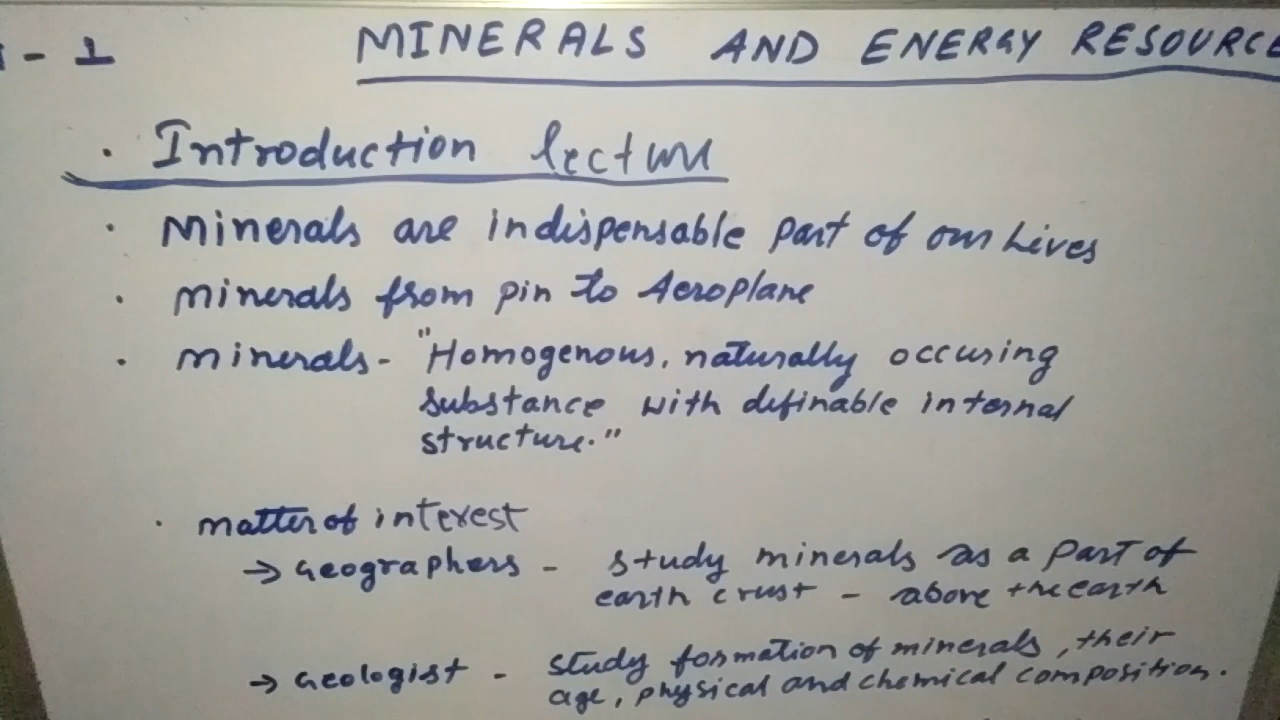 - 1 MINERALS AND ENERGY RESOURCE
• Introduction lecture
• Minerals are indispensable part of our Lives
• minerals from pin to Aeroplane
• minerals - "Homogenous, naturally occuring
substance with definable internal
structure."
• matter of interest
→ Geographers - study minerals as a part of
earth crust - above the earth
→ Geologist - study formation of minerals, their
age, physical and chemical composition.